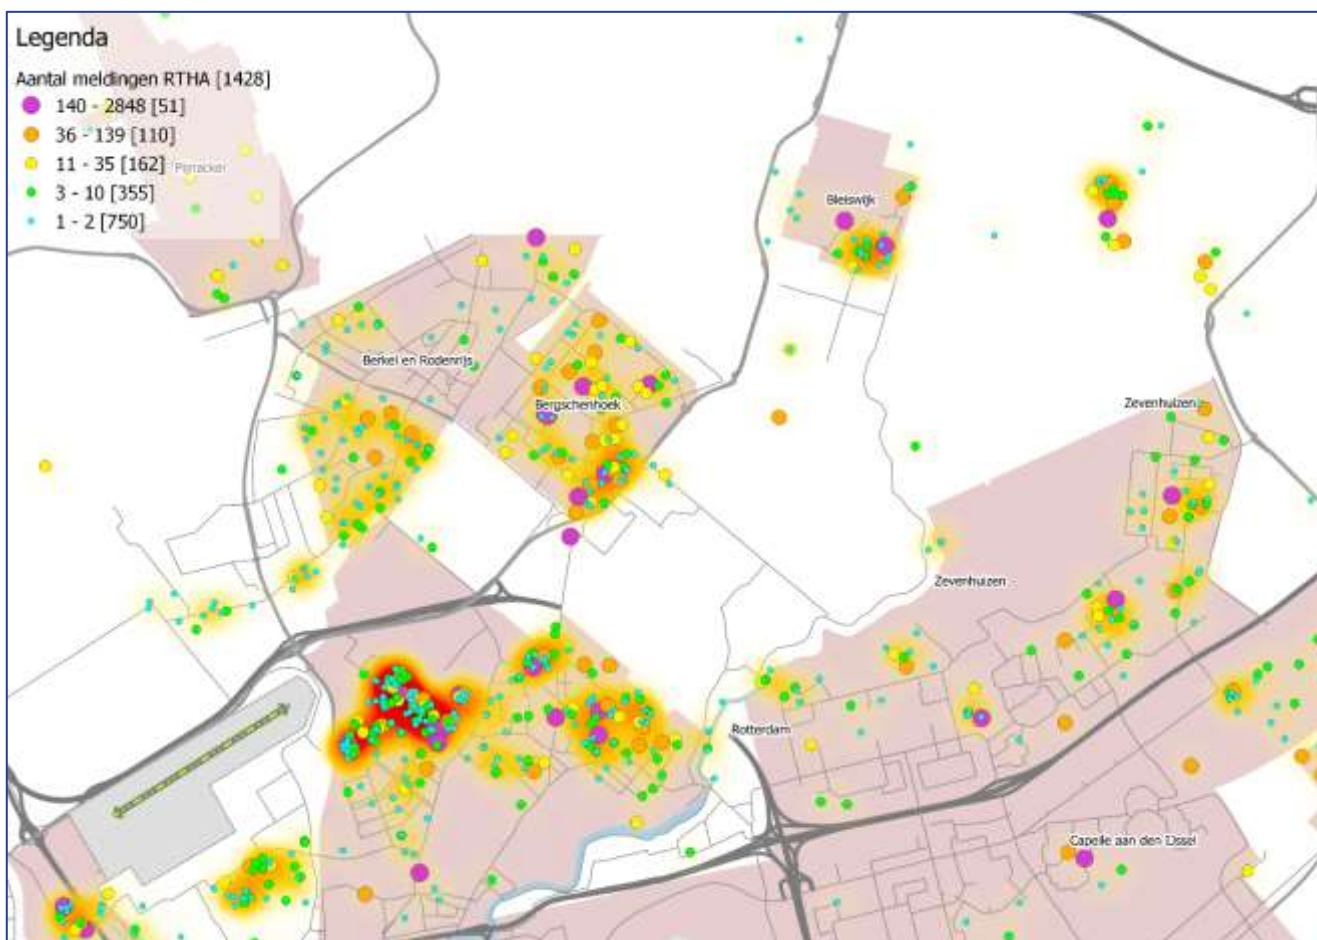 Legenda
Aantal meldingen RTHA [1428]
140 - 2848 [51]
36 - 139 [110]
11 - 35 [162]
3 - 10 [355]
1 - 2 [750]
Pijnacker
Bleiswijk
Berkel en Rodenrijs
Bergschenhoek
Zevenhuizen
Zevenhuizen
Rotterdam
Capelle aan den IJssel